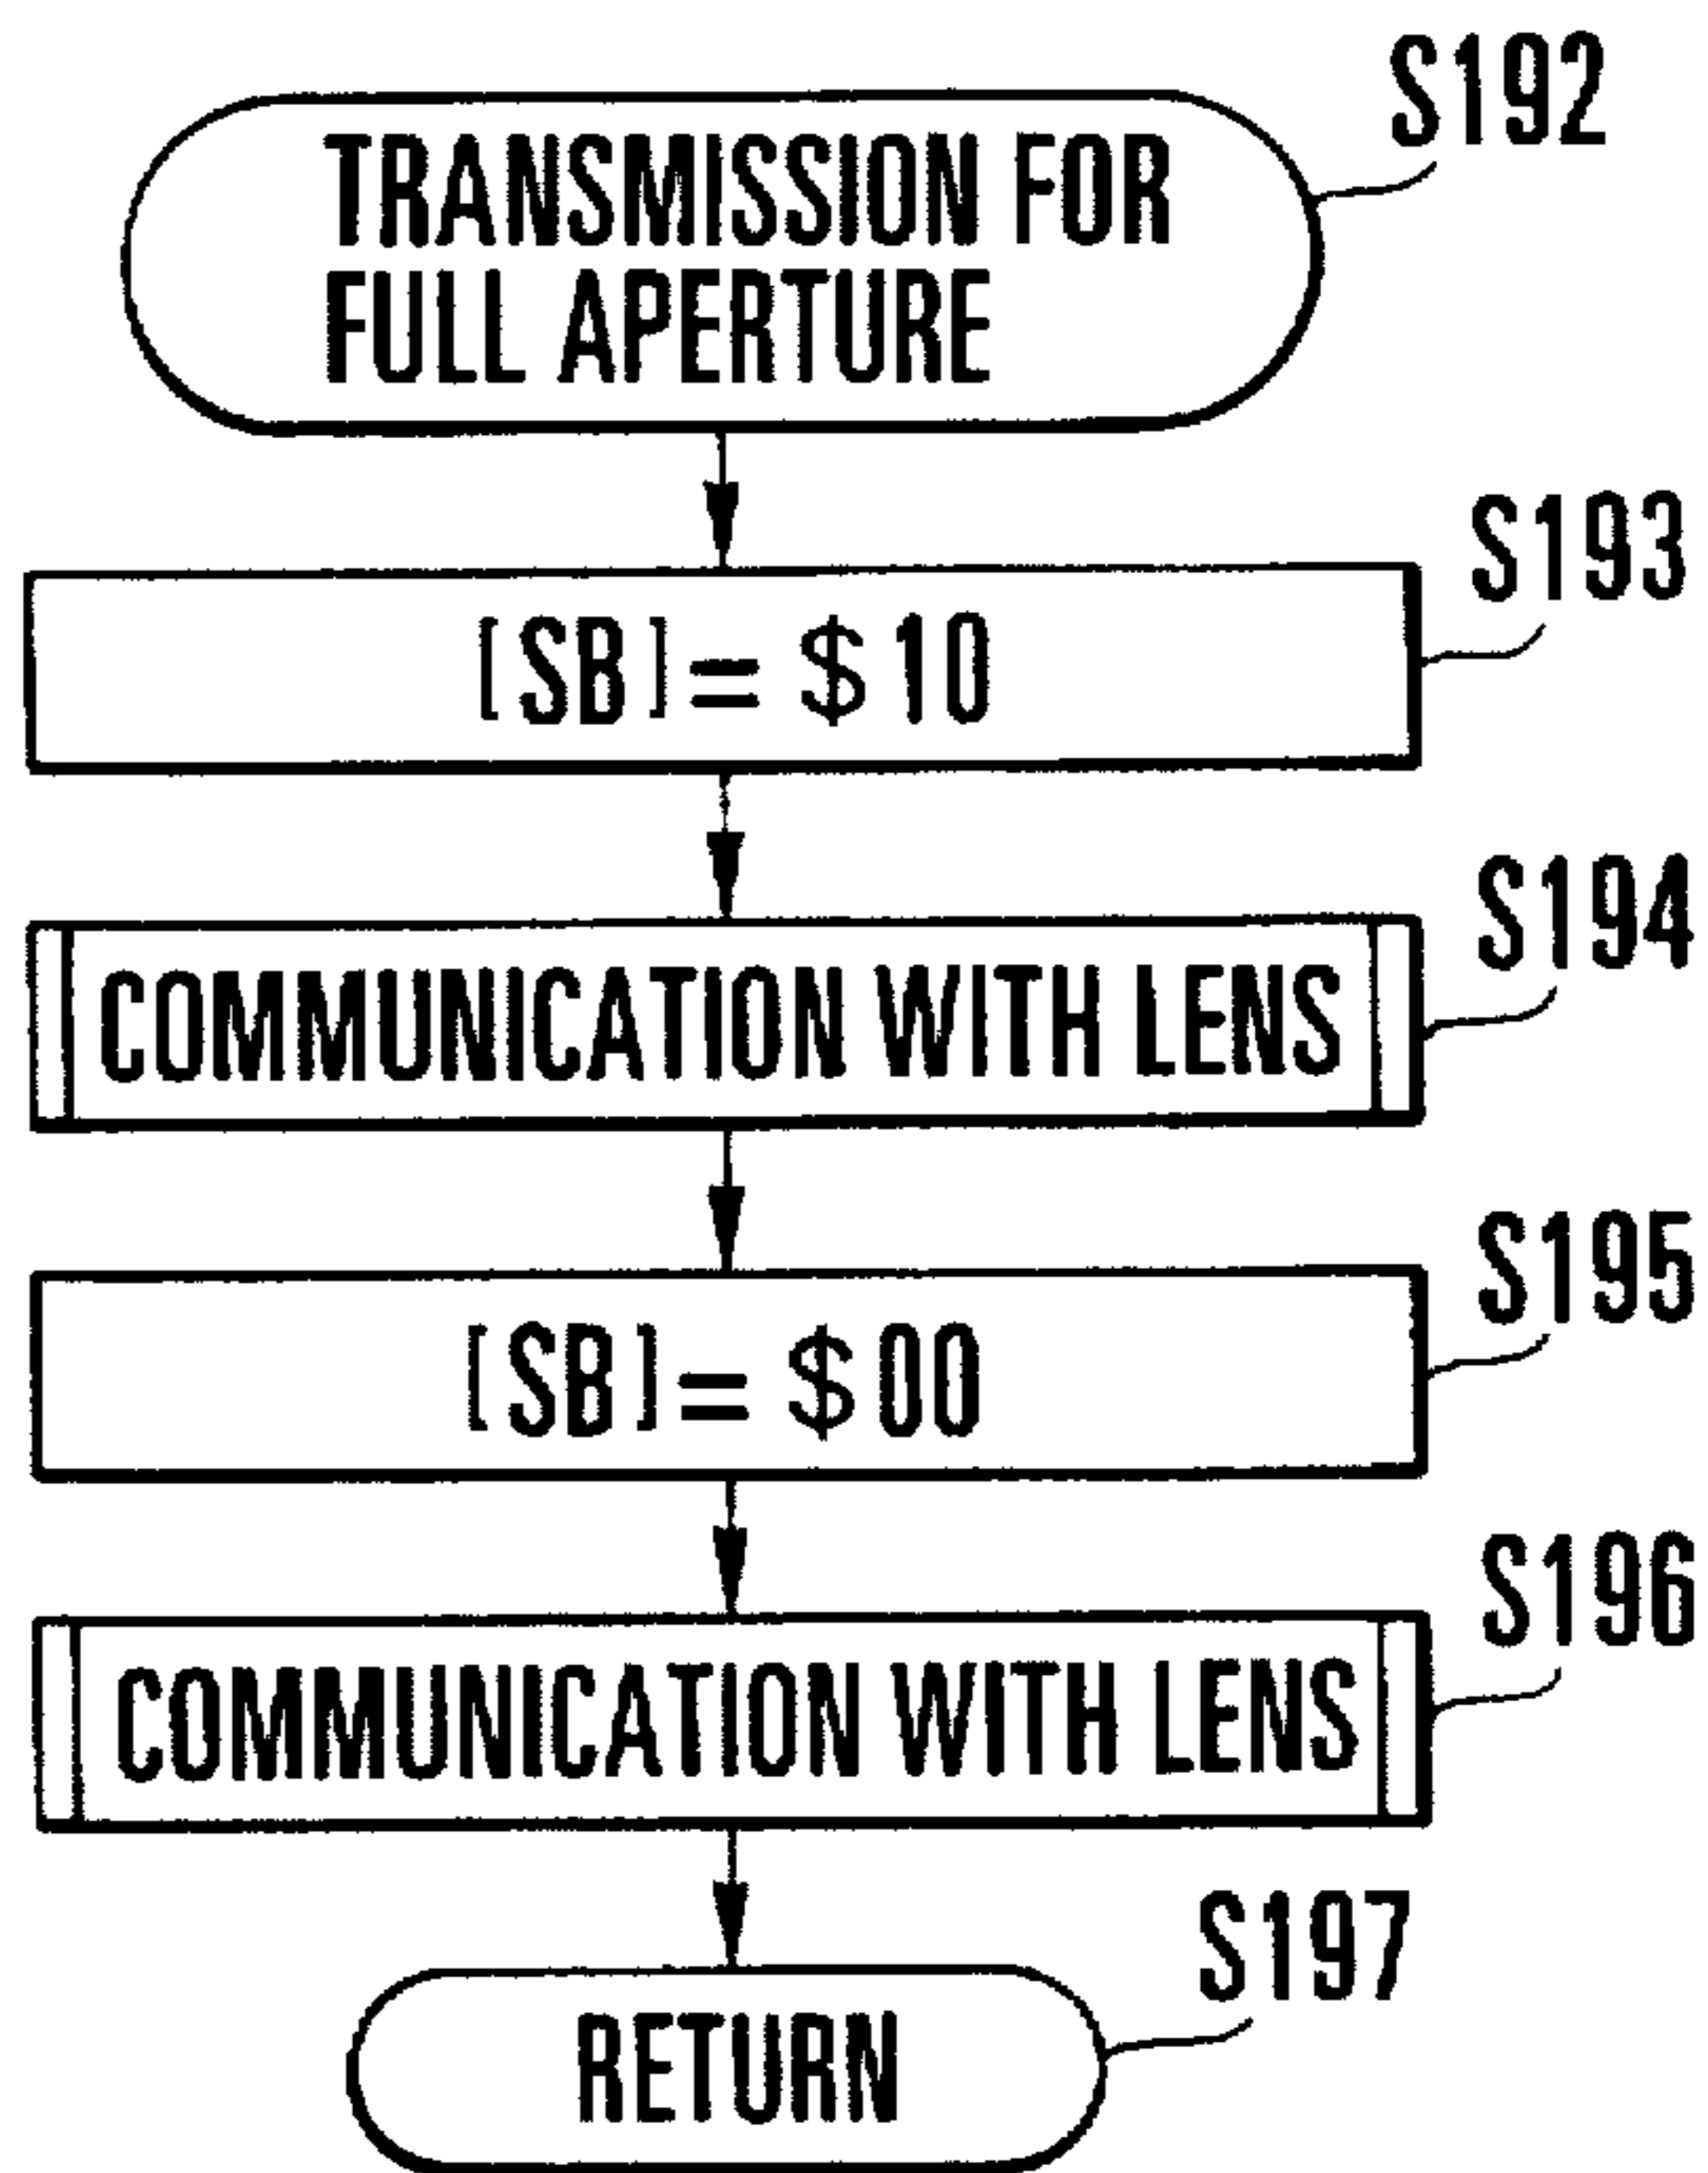 S192
TRANSMISSION FOR
FULL APERTURE
S193
[SB]= $10
S194
COMMUNICATION WITH LENS
S195
[SB]= $00
S196
COMMUNICATION WITH LENS
S197
RETURN